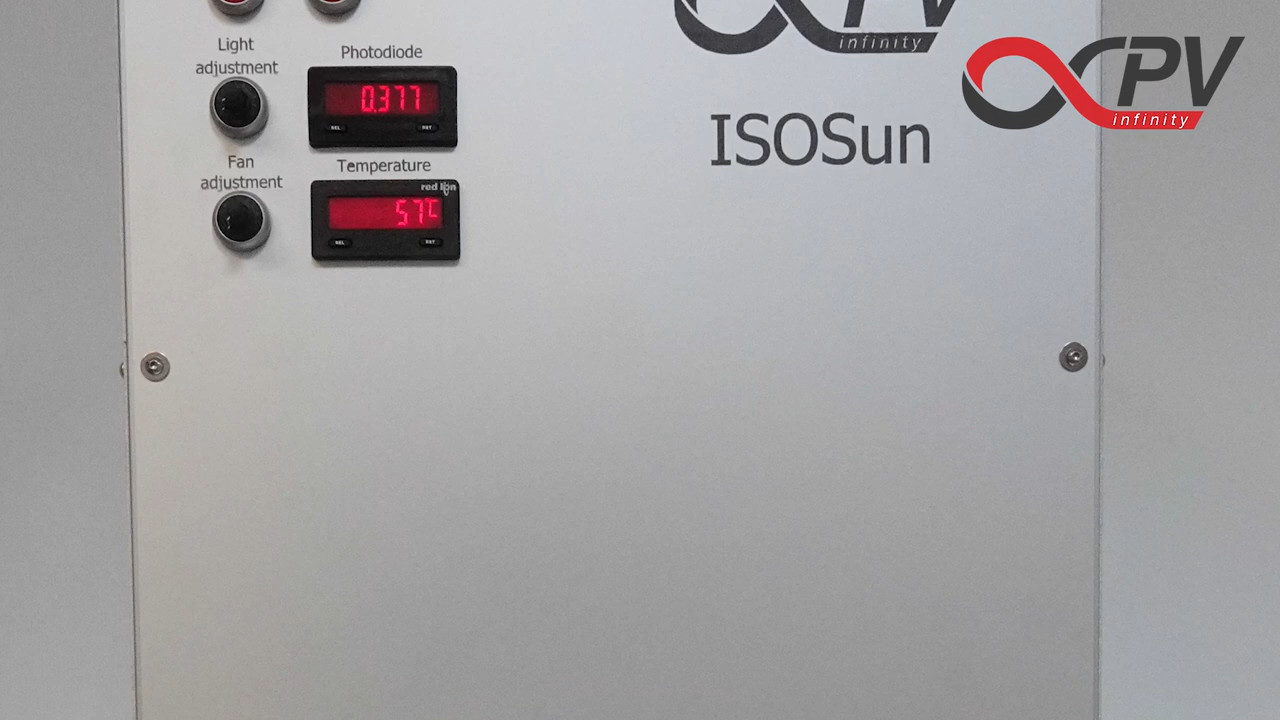 Light
adjustment
Photodiode
0.377
SEL
RST
Fan
adjustment
Temperature
red lion
57°C
SEL
RST
PV
infinity
ISOSun
PV
infinity